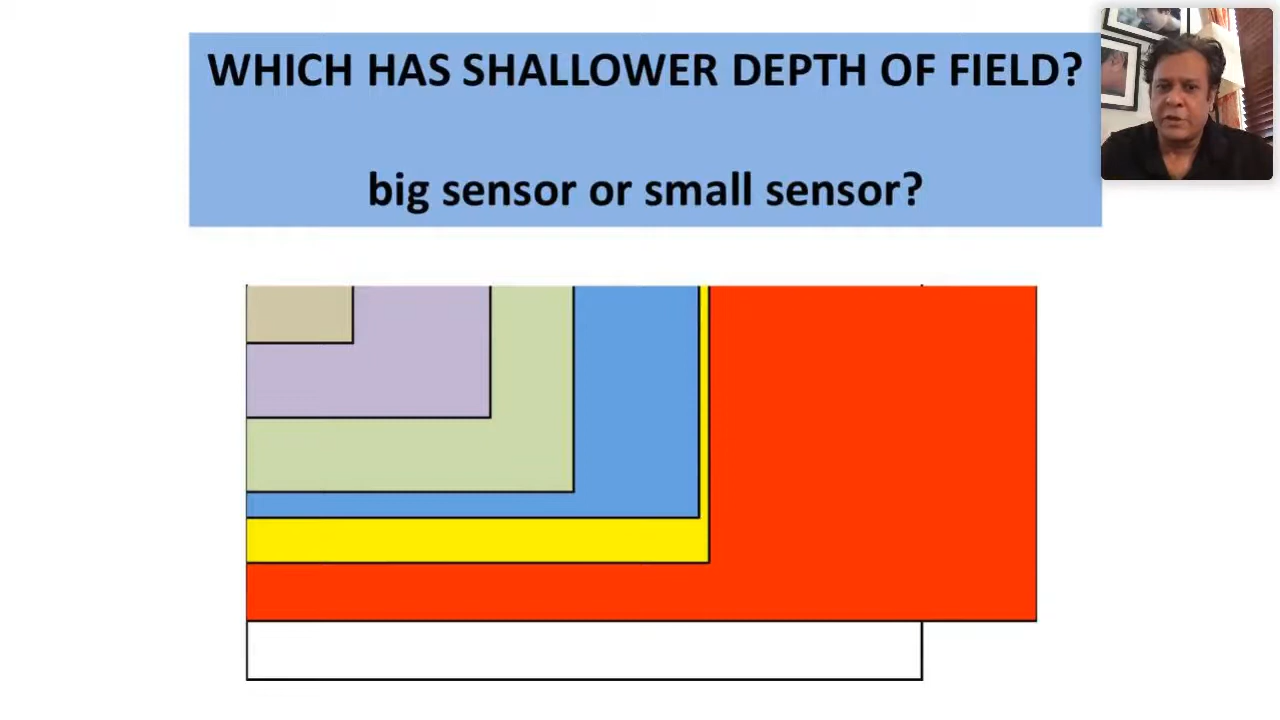 WHICH HAS SHALLOWER DEPTH OF FIELD?
big sensor or small sensor?